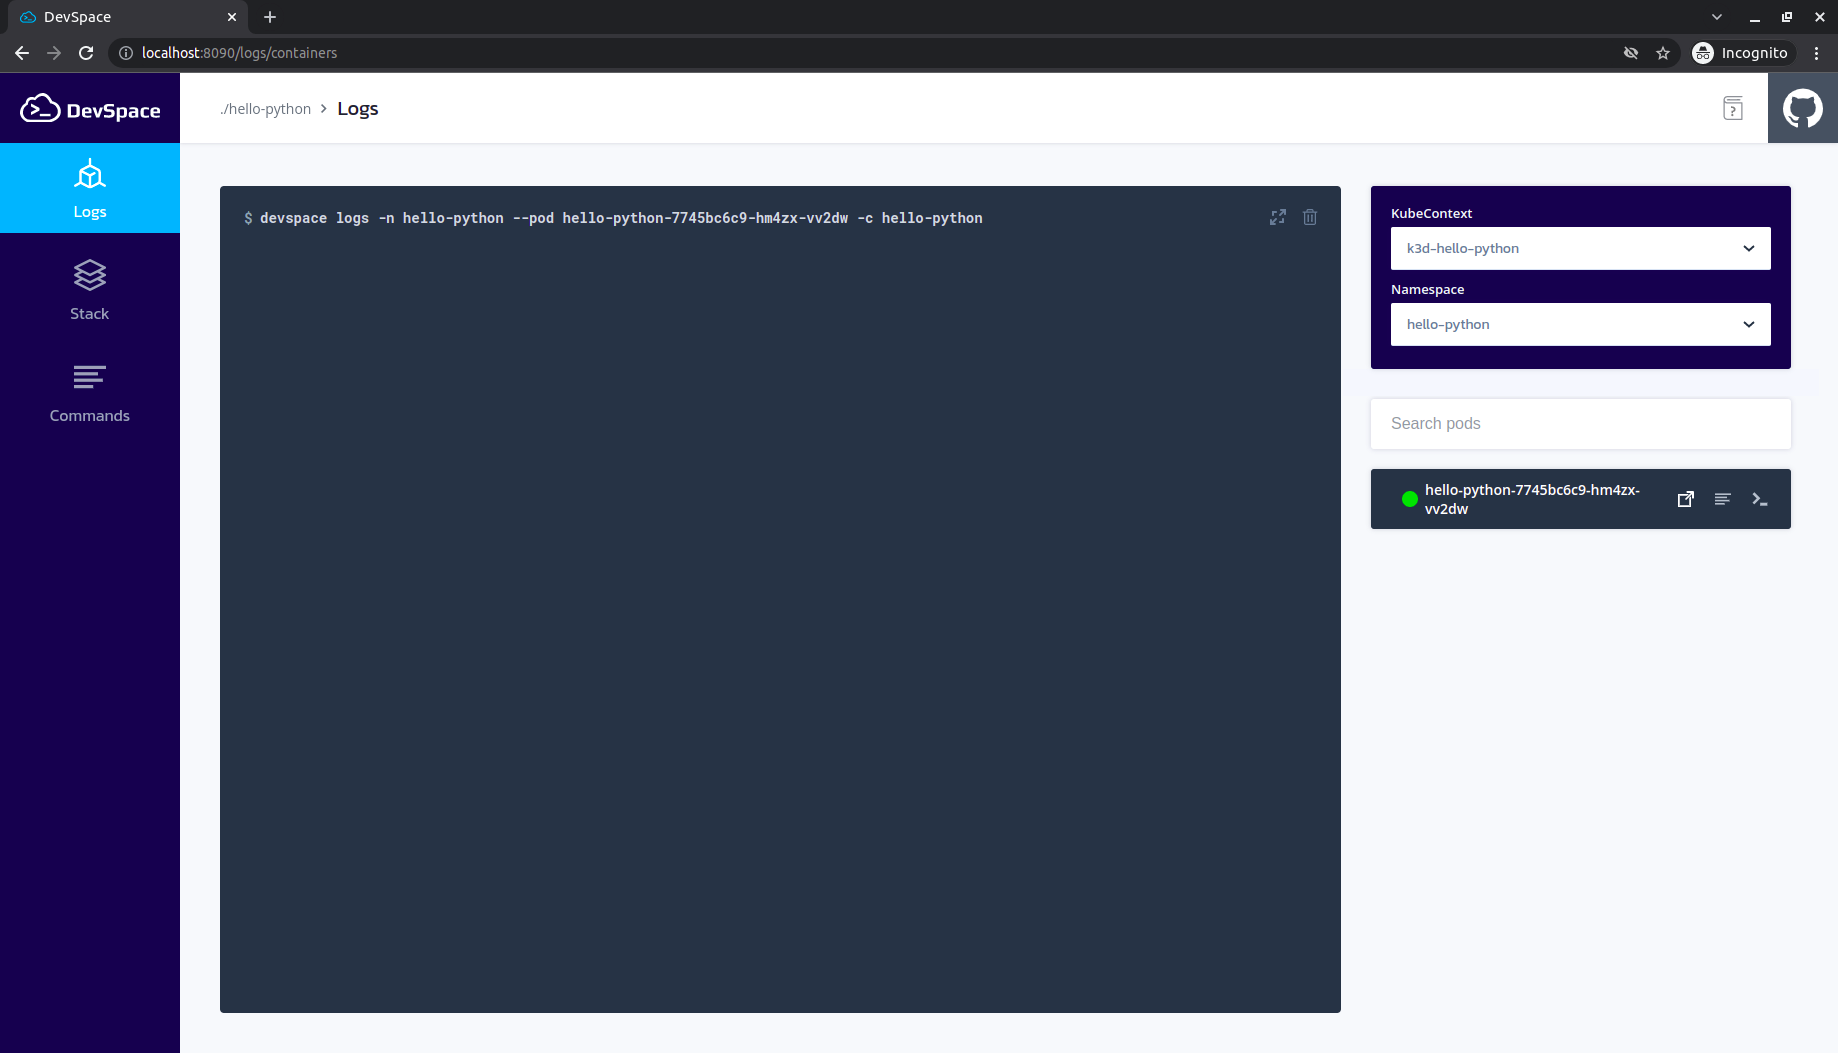 DevSpace
localhost:8090/logs/containers
Incognito
DevSpace
./hello-python > Logs
?
Logs
Stack
Commands
$ devspace logs -n hello-python --pod hello-python-7745bc6c9-hm4zx-vv2dw -c hello-python
KubeContext
k3d-hello-python
Namespace
hello-python
Search pods
hello-python-7745bc6c9-hm4zx-
vv2dw